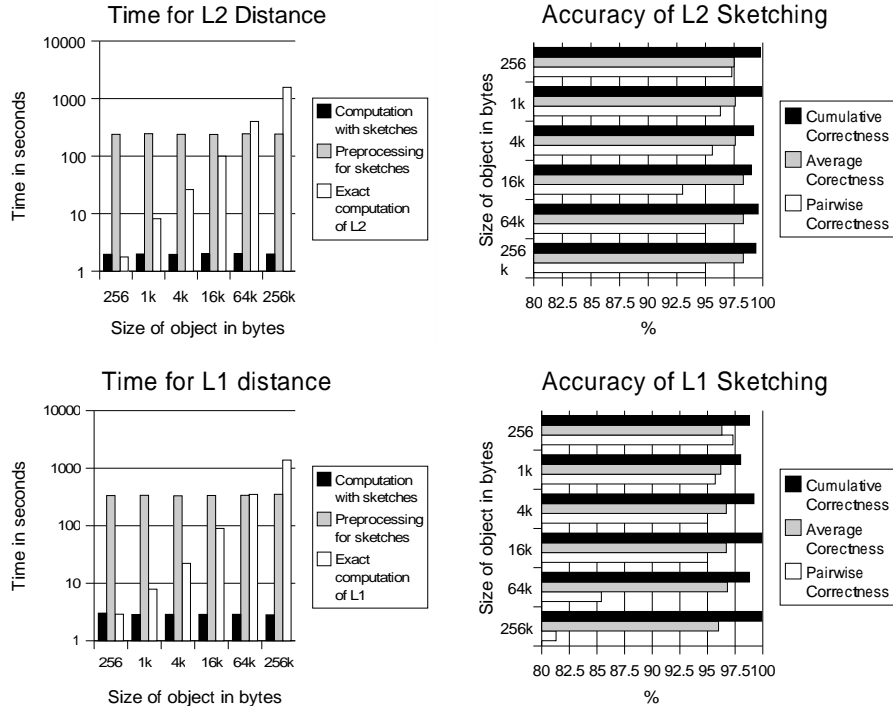 Time for L2 Distance
10000
1000
100
10
1
Time in seconds
256 1k 4k 16k 64k 256k
Size of object in bytes
Computation
with sketches
Preprocessing
for sketches
Exact
computation
of L2
Accuracy of L2 Sketching
Size of object in bytes
256
1k
4k
16k
64k
256
k
80 82.5 85 87.5 90 92.5 95 97.5 100
%
Cumulative
Correctness
Average
Corectness
Pairwise
Correctness
Time for L1 distance
10000
1000
100
10
1
Time in seconds
256 1k 4k 16k 64k 256k
Size of object in bytes
Computation
with sketches
Preprocessing
for sketches
Exact
computation
of L1
Accuracy of L1 Sketching
Size of object in bytes
256
1k
4k
16k
64k
256k
80 82.5 85 87.5 90 92.5 95 97.5 100
%
Cumulative
Correctness
Average
Corectness
Pairwise
Correctness